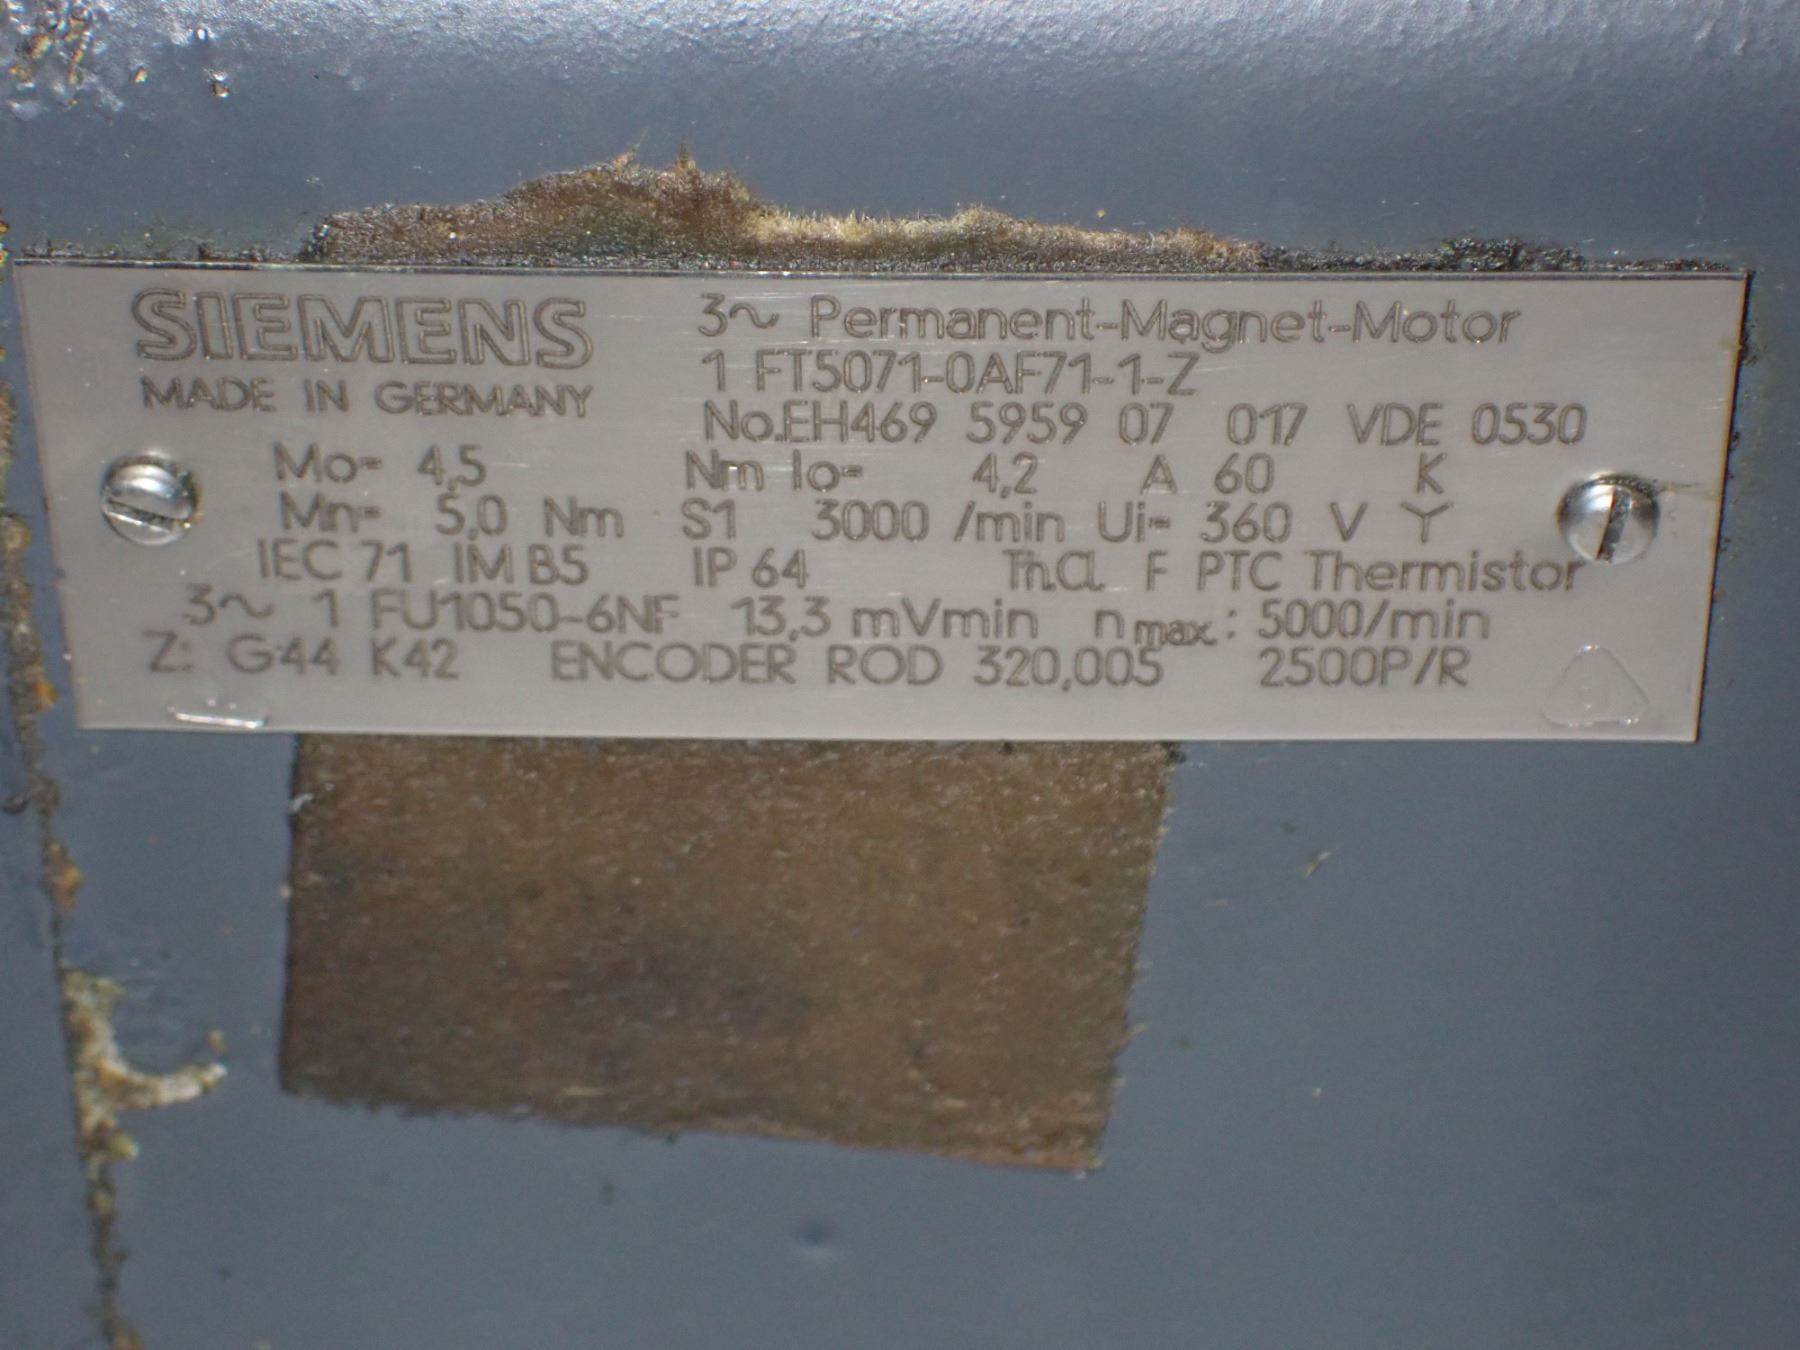 SIEMENS
MADE IN GERMANY
3~ Permanent-Magnet-Motor
1 FT5071-0AF71-1-Z
No.EH469 5959 07 017 VDE 0530
Mo= 4,5 Nm Io= 4,2 A 60 K
Mn= 5,0 Nm S1 3000 /min Ui= 360 V Y
IEC 71 IM B5 IP 64 Th.Cl. F PTC Thermistor
3~ 1 FU1050-6NF 13,3 mVmin nmax: 5000/min
Z: G44 K42 ENCODER ROD 320,005 2500P/R